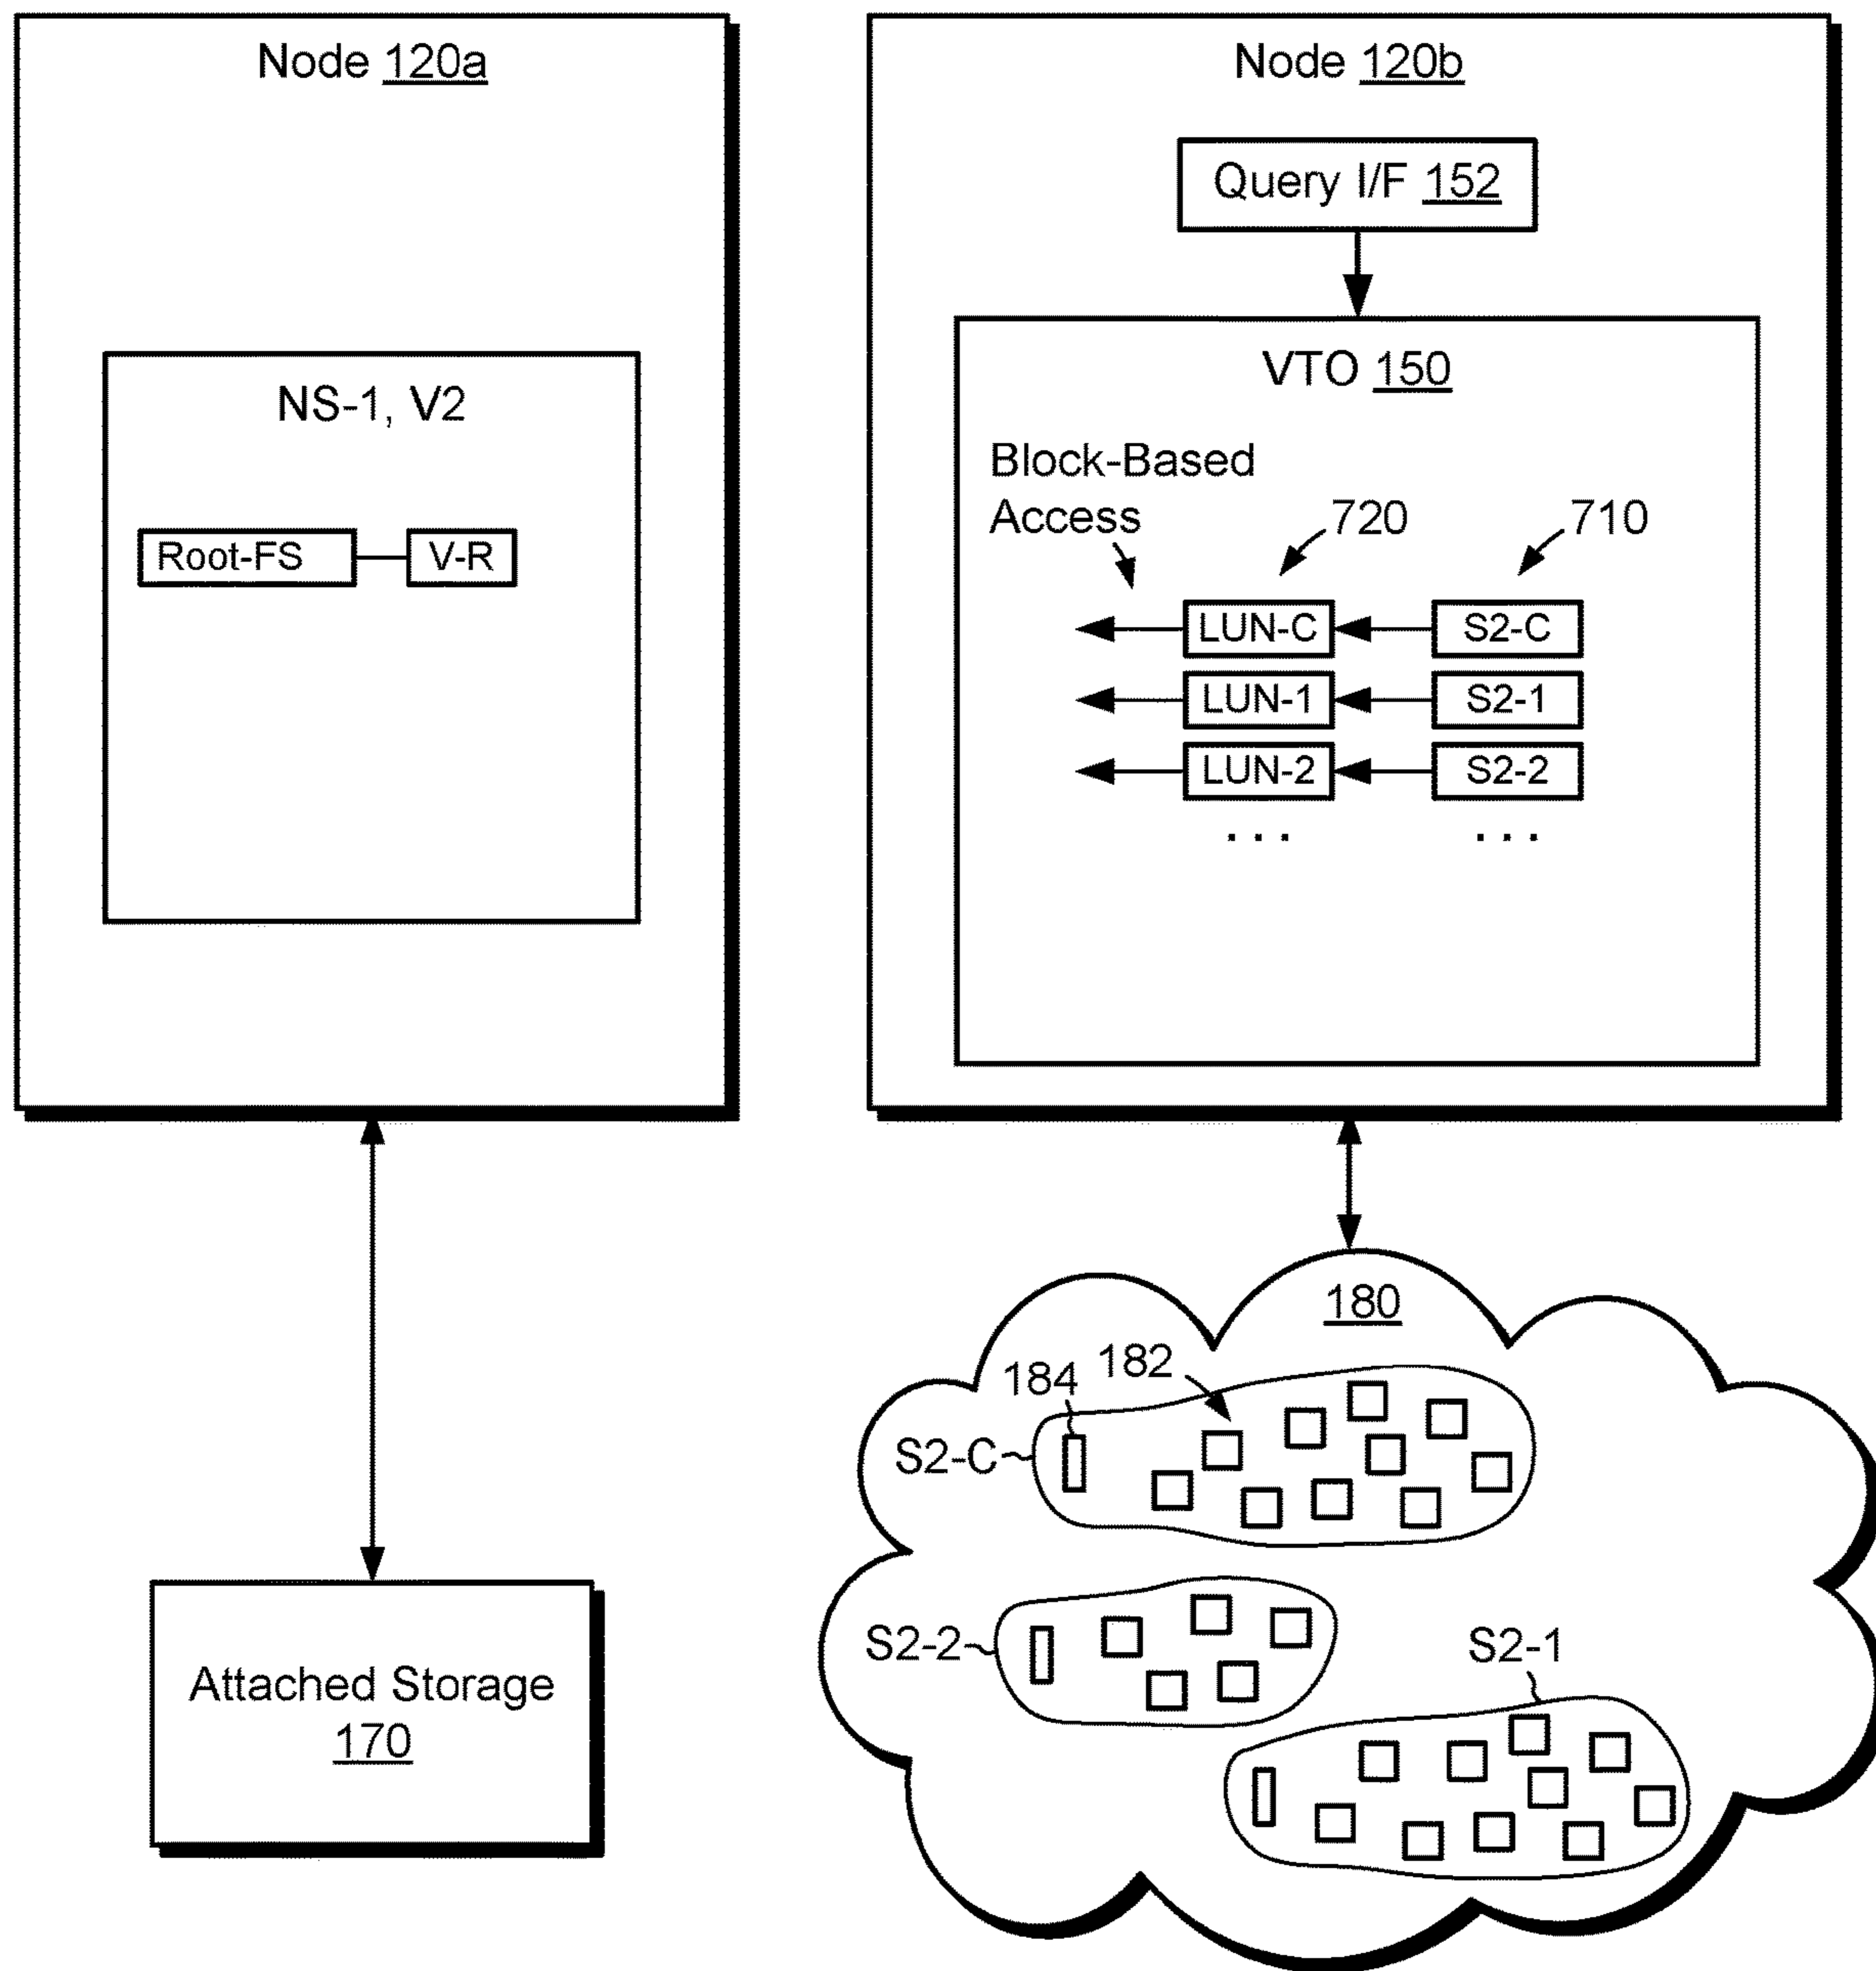 Node 120a
NS-1, V2
Root-FS
V-R
Attached Storage
170
Node 120b
Query I/F 152
VTO 150
Block-Based
Access
720
710
LUN-C
S2-C
LUN-1
S2-1
LUN-2
S2-2
...
...
180
184
182
S2-C
S2-2
S2-1